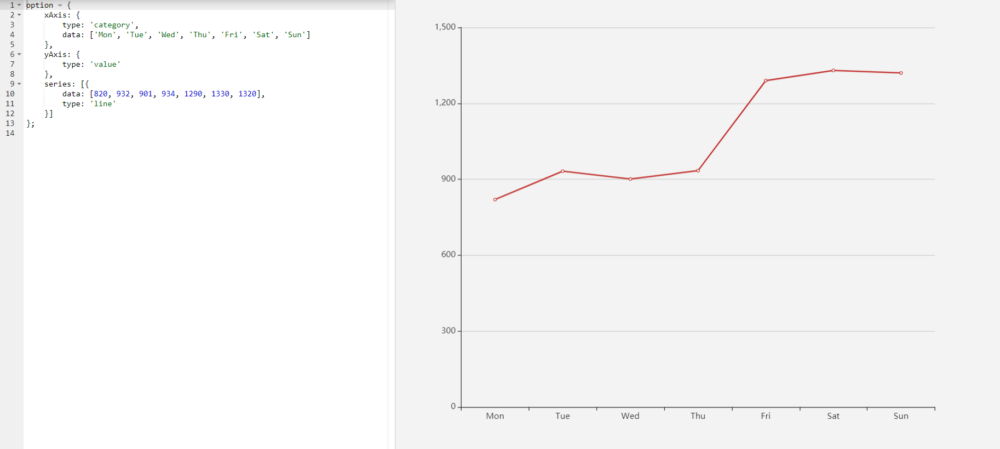 1 option = {
2 xAxis: {
3 type: 'category',
4 data: ['Mon', 'Tue', 'Wed', 'Thu', 'Fri', 'Sat', 'Sun']
5 },
6 yAxis: {
7 type: 'value'
8 },
9 series: [{
10 data: [820, 932, 901, 934, 1290, 1330, 1320],
11 type: 'line'
12 }]
13 };
14
1,500
1,200
900
600
300
0
Mon Tue Wed Thu Fri Sat Sun